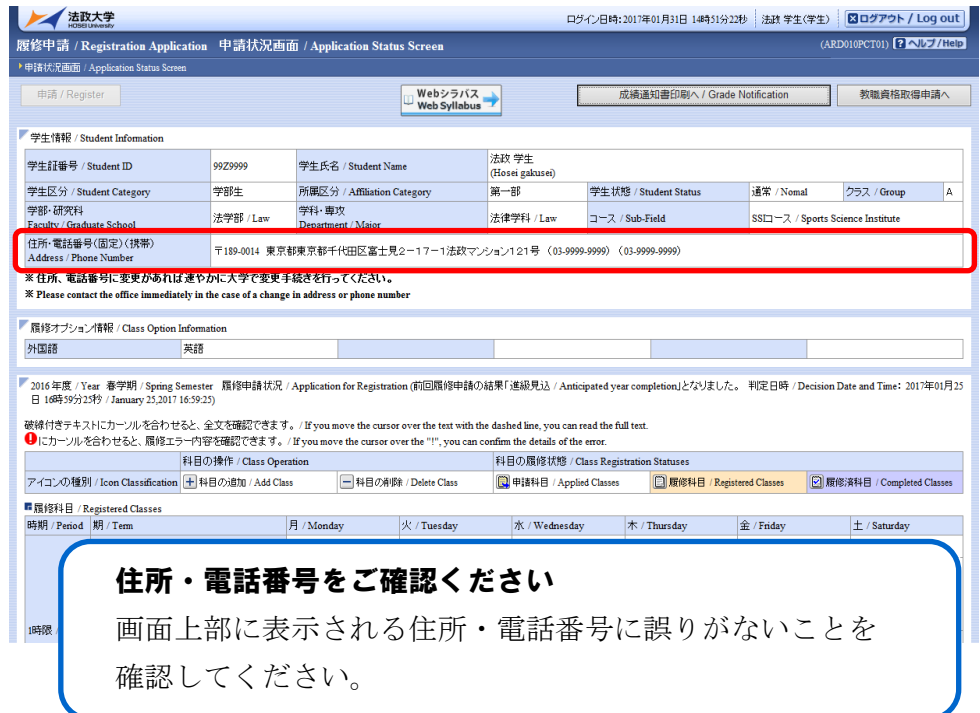 法政大学
HOSEI University
ログイン日時:2017年01月31日 14時51分22秒 法政 学生(学生) ログアウト / Log out
履修申請 / Registration Application 申請状況画面 / Application Status Screen (ARD010PCT01) ヘルプ/Help
申請状況画面 / Application Status Screen
申請 / Register
Webシラバス
Web Syllabus
成績通知書印刷へ / Grade Notification
教職資格取得申請へ
学生情報 / Student Information
学生証番号 / Student ID 99Z9999 学生氏名 / Student Name 法政 学生
(Hosei gakusei)
学生区分 / Student Category 学部生 所属区分 / Affiliation Category 第一部 学生状態 / Student Status 通常 / Nomal クラス / Group A
学部・研究科
Faculty / Graduate School 法学部 / Law 学科・専攻
Department / Major 法律学科 / Law コース / Sub-Field SSIコース / Sports Science Institute
住所・電話番号(固定)(携帯)
Address / Phone Number 〒189-0014 東京都東京都千代田区富士見2-17-1法政マンション121号 (03-9999-9999) (03-9999-9999)
※ 住所、電話番号に変更があれば速やかに大学で変更手続きを行ってください。
※ Please contact the office immediately in the case of a change in address or phone number
履修オプション情報 / Class Option Information
外国語 英語
2016 年度 / Year 春学期 / Spring Semester 履修申請状況 / Application for Registration (前回履修申請の結果「進級見込 / Anticipated year completion」となりました。 判定日時 / Decision Date and Time: 2017年01月25
日 16時59分25秒 / January 25,2017 16:59:25)
破線付きテキストにカーソルを合わせると、全文を確認できます。 / If you move the cursor over the text with the dashed line, you can read the full text.
!にカーソルを合わせると、履修エラー内容を確認できます。 / If you move the cursor over the "!", you can confirm the details of the error.
科目の操作 / Class Operation 科目の履修状態 / Class Registration Statuses
アイコンの種別 / Icon Classification 科目の追加 / Add Class 科目の削除 / Delete Class 申請科目 / Applied Classes 履修科目 / Registered Classes 履修済科目 / Completed Classes
履修科目 / Registered Classes
時期 / Period 期 / Term 月 / Monday 火 / Tuesday 水 / Wednesday 木 / Thursday 金 / Friday 土 / Saturday
1時限 /
住所・電話番号をご確認ください
画面上部に表示される住所・電話番号に誤りがないことを
確認してください。